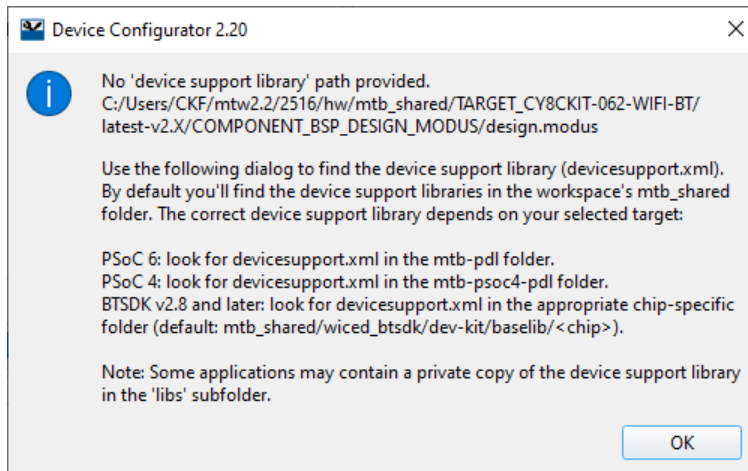 Device Configurator 2.20
No 'device support library' path provided.
C:/Users/CKF/mtw2.2/2516/hw/mtb_shared/TARGET_CY8CKIT-062-WIFI-BT/
latest-v2.X/COMPONENT_BSP_DESIGN_MODUS/design.modus
Use the following dialog to find the device support library (devicesupport.xml).
By default you'll find the device support libraries in the workspace's mtb_shared
folder. The correct device support library depends on your selected target:
PSoC 6: look for devicesupport.xml in the mtb-pdl folder.
PSoC 4: look for devicesupport.xml in the mtb-psoc4-pdl folder.
BTSDK v2.8 and later: look for devicesupport.xml in the appropriate chip-specific
folder (default: mtb_shared/wiced_btsdk/dev-kit/baselib/<chip>).
Note: Some applications may contain a private copy of the device support library
in the 'libs' subfolder.
OK